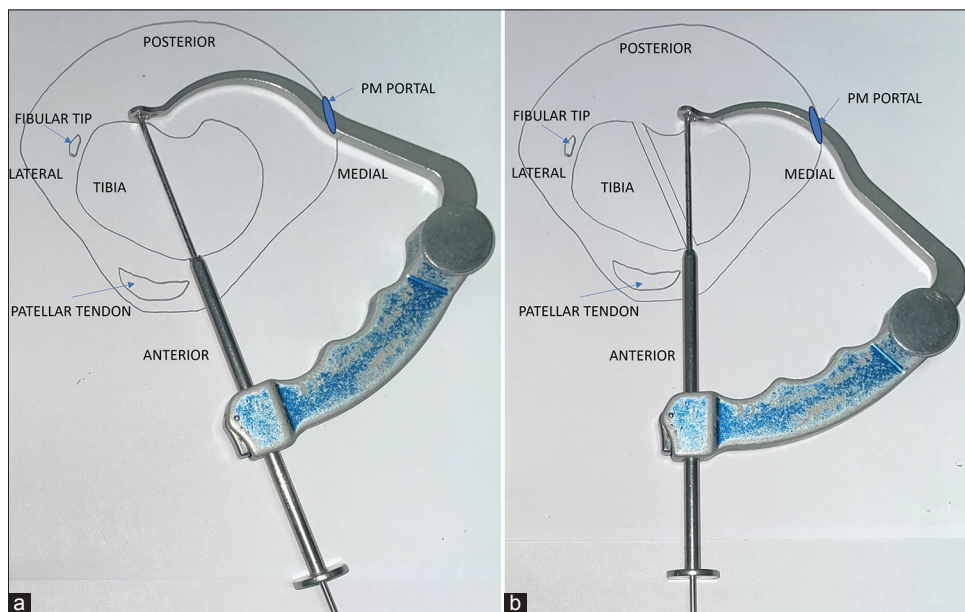 POSTERIOR
PM PORTAL
FIBULAR TIP
LATERAL
TIBIA
MEDIAL
PATELLAR TENDON
ANTERIOR
a
POSTERIOR
PM PORTAL
FIBULAR TIP
LATERAL
TIBIA
MEDIAL
PATELLAR TENDON
ANTERIOR
b